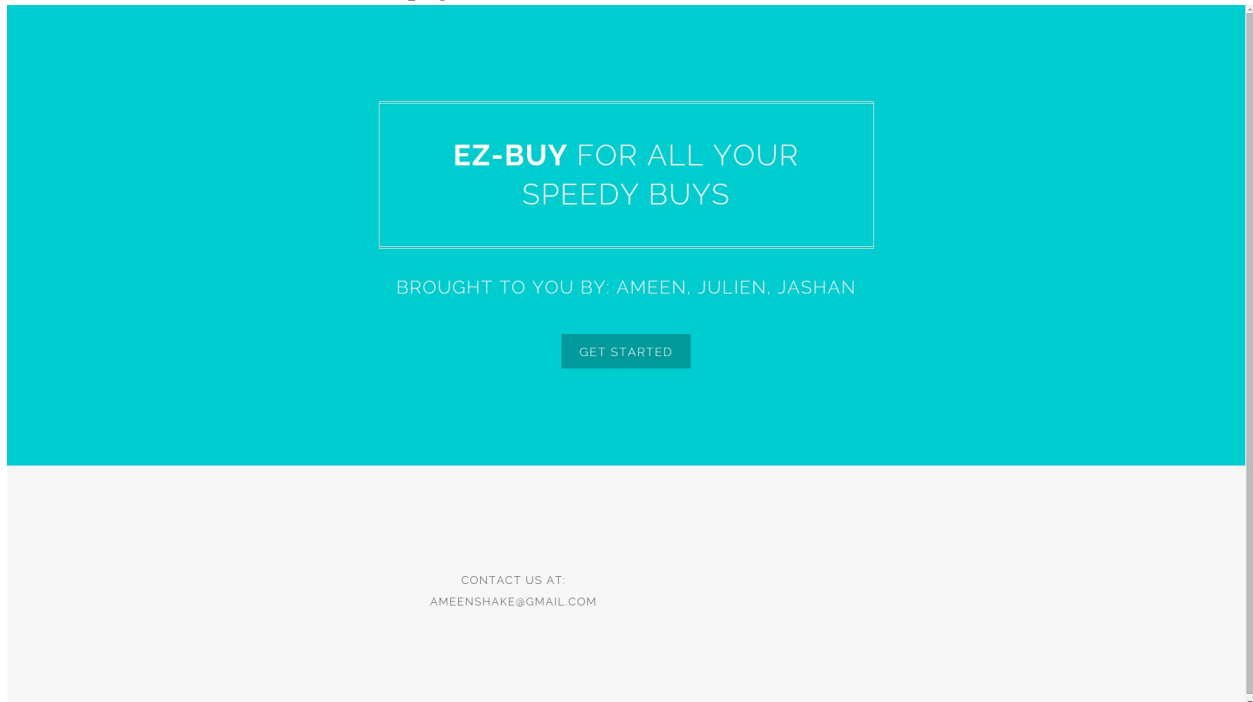 EZ-BUY FOR ALL YOUR
SPEEDY BUYS
BROUGHT TO YOU BY: AMEEN, JULIEN, JASHAN
GET STARTED
CONTACT US AT:
AMEENSHAKE@GMAIL.COM